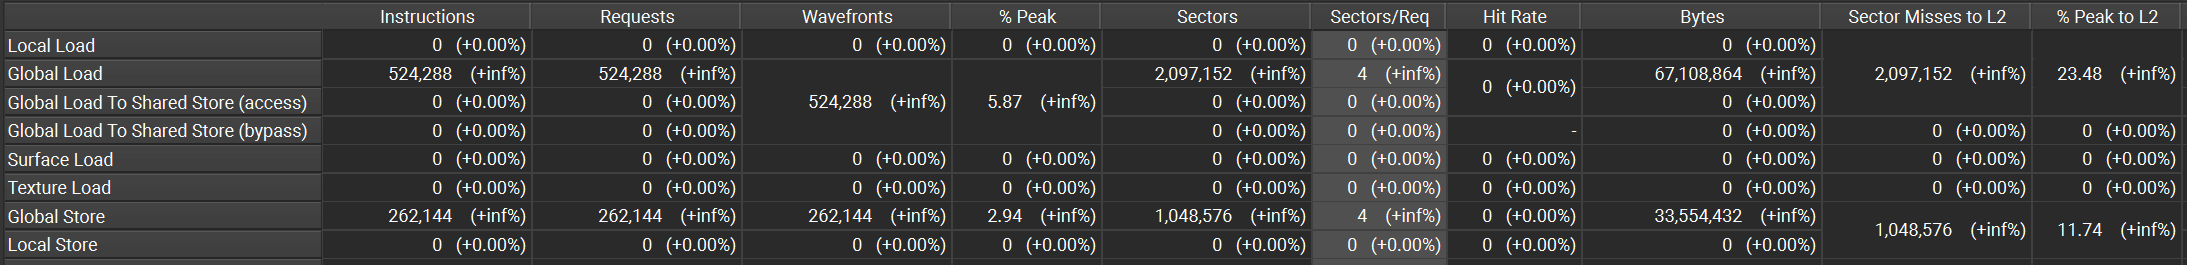 Instructions Requests Wavefronts % Peak Sectors Sectors/Req Hit Rate Bytes Sector Misses to L2 % Peak to L2
Local Load 0 (+0.00%) 0 (+0.00%) 0 (+0.00%) 0 (+0.00%) 0 (+0.00%) 0 (+0.00%) 0 (+0.00%) 0 (+0.00%)
Global Load 524,288 (+inf%) 524,288 (+inf%) 2,097,152 (+inf%) 4 (+inf%) 67,108,864 (+inf%) 2,097,152 (+inf%) 23.48 (+inf%)
0 (+0.00%)
Global Load To Shared Store (access) 0 (+0.00%) 0 (+0.00%) 524,288 (+inf%) 5.87 (+inf%) 0 (+0.00%) 0 (+0.00%) 0 (+0.00%)
Global Load To Shared Store (bypass) 0 (+0.00%) 0 (+0.00%) 0 (+0.00%) 0 (+0.00%) - 0 (+0.00%) 0 (+0.00%) 0 (+0.00%)
Surface Load 0 (+0.00%) 0 (+0.00%) 0 (+0.00%) 0 (+0.00%) 0 (+0.00%) 0 (+0.00%) 0 (+0.00%) 0 (+0.00%) 0 (+0.00%) 0 (+0.00%)
Texture Load 0 (+0.00%) 0 (+0.00%) 0 (+0.00%) 0 (+0.00%) 0 (+0.00%) 0 (+0.00%) 0 (+0.00%) 0 (+0.00%) 0 (+0.00%) 0 (+0.00%)
Global Store 262,144 (+inf%) 262,144 (+inf%) 262,144 (+inf%) 2.94 (+inf%) 1,048,576 (+inf%) 4 (+inf%) 0 (+0.00%) 33,554,432 (+inf%)
1,048,576 (+inf%) 11.74 (+inf%)
Local Store 0 (+0.00%) 0 (+0.00%) 0 (+0.00%) 0 (+0.00%) 0 (+0.00%) 0 (+0.00%) 0 (+0.00%) 0 (+0.00%)